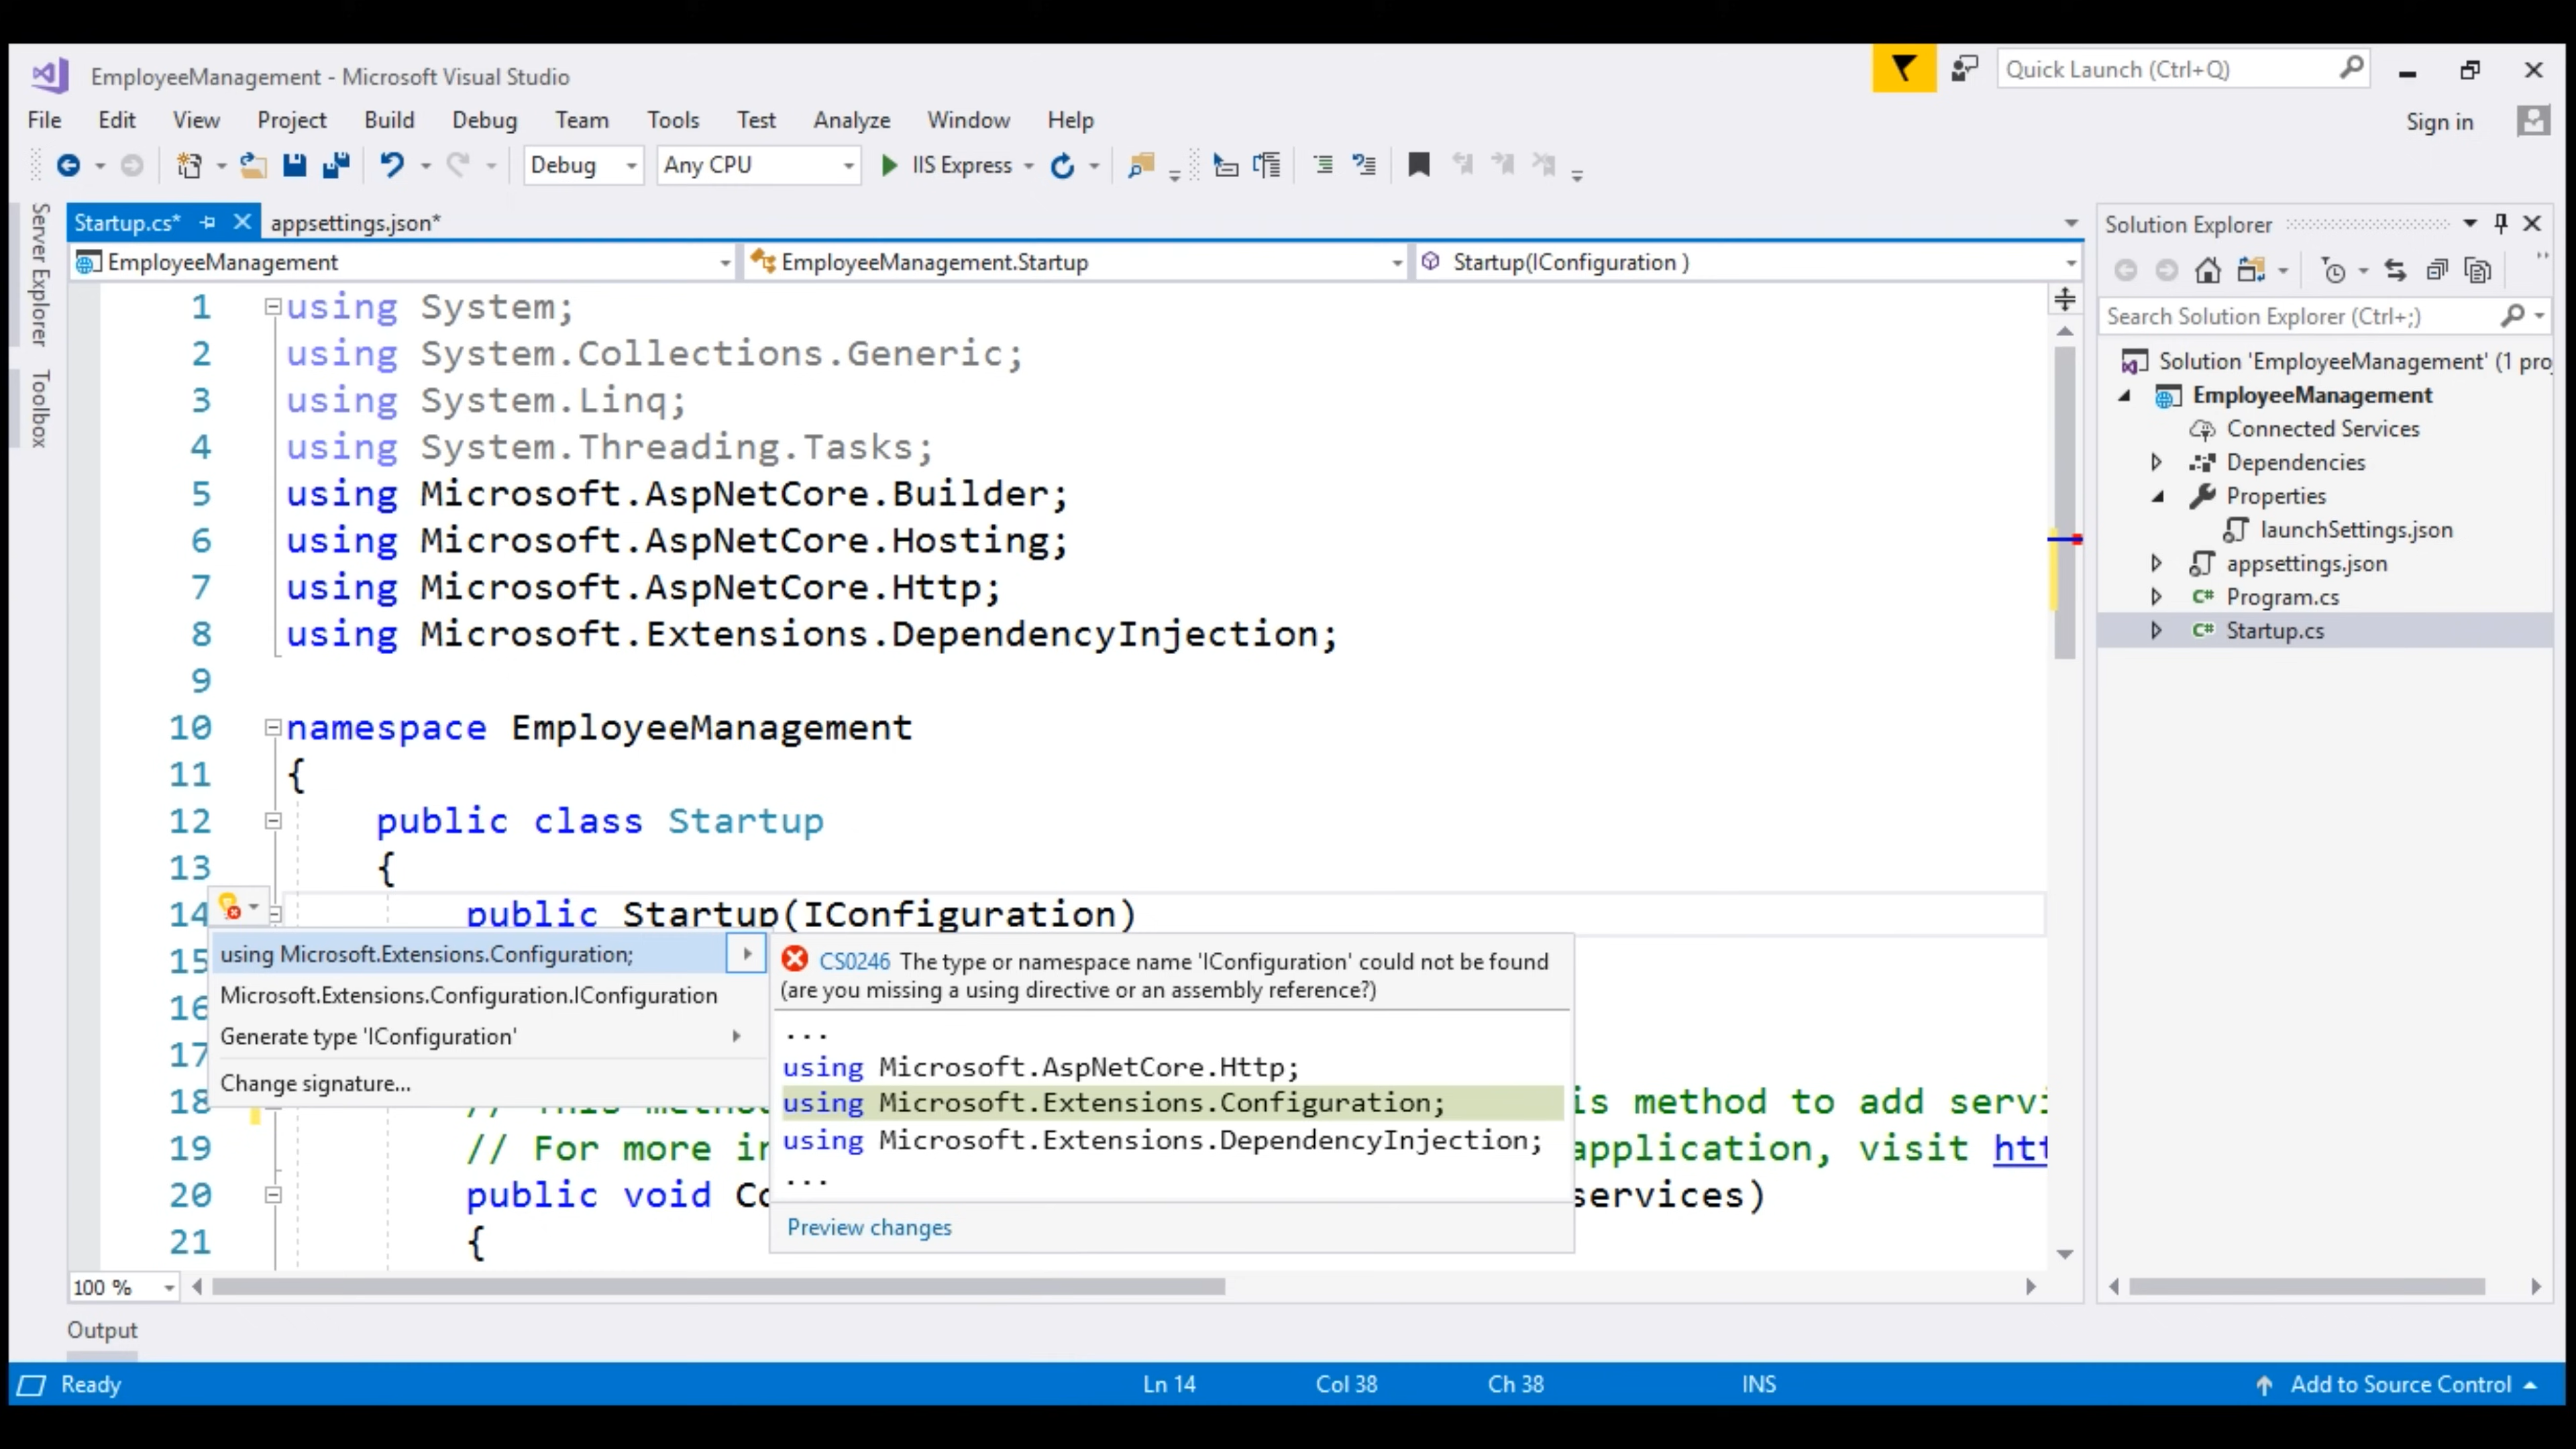 EmployeeManagement - Microsoft Visual Studio
Quick Launch (Ctrl+Q)
File Edit View Project Build Debug Team Tools Test Analyze Window Help
Sign in
Debug Any CPU IIS Express
Server Explorer
Toolbox
Startup.cs* appsettings.json*
EmployeeManagement EmployeeManagement.Startup Startup(IConfiguration )
1 using System;
2 using System.Collections.Generic;
3 using System.Linq;
4 using System.Threading.Tasks;
5 using Microsoft.AspNetCore.Builder;
6 using Microsoft.AspNetCore.Hosting;
7 using Microsoft.AspNetCore.Http;
8 using Microsoft.Extensions.DependencyInjection;
9
10 namespace EmployeeManagement
11 {
12 public class Startup
13 {
14 public Startup(IConfiguration)
15
16
17
18 // This is method to add
19 // For more application, visit
20 public void services)
21 {
using Microsoft.Extensions.Configuration;
Microsoft.Extensions.Configuration.IConfiguration
Generate type 'IConfiguration'
Change signature...
CS0246 The type or namespace name 'IConfiguration' could not be found
(are you missing a using directive or an assembly reference?)
...
using Microsoft.AspNetCore.Http;
using Microsoft.Extensions.Configuration;
using Microsoft.Extensions.DependencyInjection;
...
Preview changes
100 %
Solution Explorer
Search Solution Explorer (Ctrl+;)
Solution 'EmployeeManagement' (1 pro
EmployeeManagement
Connected Services
Dependencies
Properties
launchSettings.json
appsettings.json
C# Program.cs
C# Startup.cs
Output
Ready Ln 14 Col 38 Ch 38 INS Add to Source Control